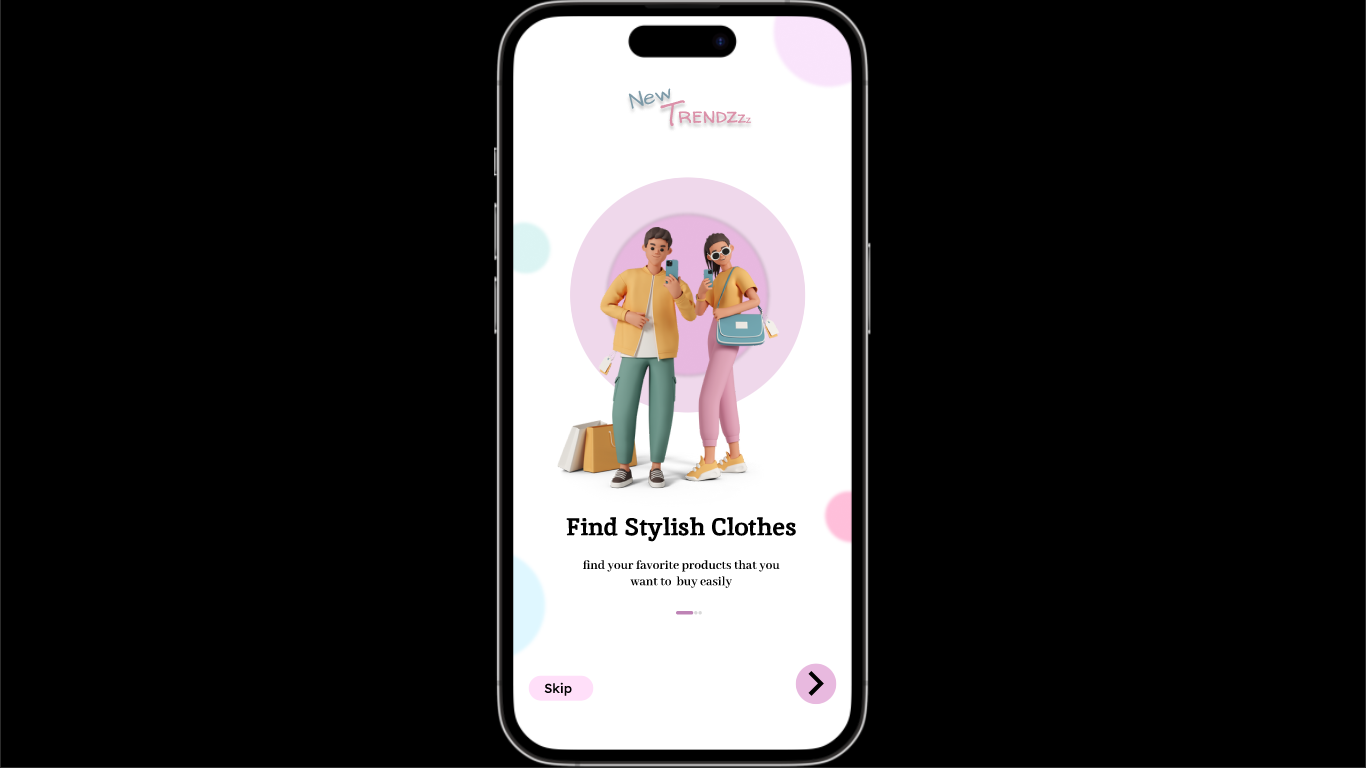 New
TRENDZzz
Find Stylish Clothes
find your favorite products that you
want to  buy easily
Skip